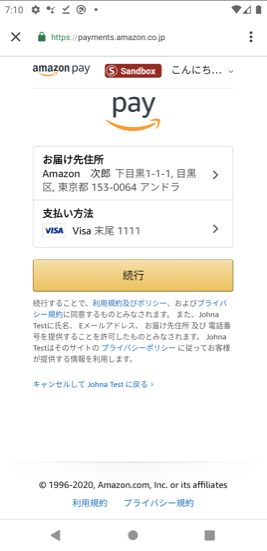 7:10
https://payments.amazon.co.jp
amazon pay Sandbox こんにち...
pay
お届け先住所
Amazon 次郎 下目黒1-1-1, 目黒
区, 東京都 153-0064 アンドラ
支払い方法
VISA Visa 末尾 1111
続行
続行することで、利用規約及びポリシー、およびプライバ
シー規約に同意するものとみなされます。 また、Johna
Testに氏名、 Eメールアドレス、 お届け先住所 及び 電話番
号を提供することを許可したものとみなされます。 Johna
Testはそのサイトの プライバシーポリシー に従ってお客様
が提供する情報を利用します。
キャンセルして Johna Test に戻る
© 1996-2020, Amazon.com, Inc. or its affiliates
利用規約 プライバシー規約